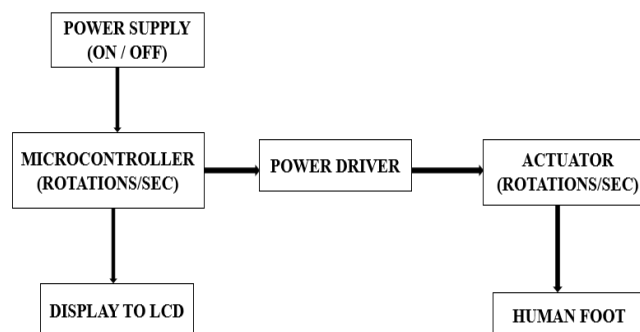 POWER SUPPLY
(ON / OFF)
MICROCONTROLLER
(ROTATIONS/SEC)
POWER DRIVER
ACTUATOR
(ROTATIONS/SEC)
DISPLAY TO LCD
HUMAN FOOT